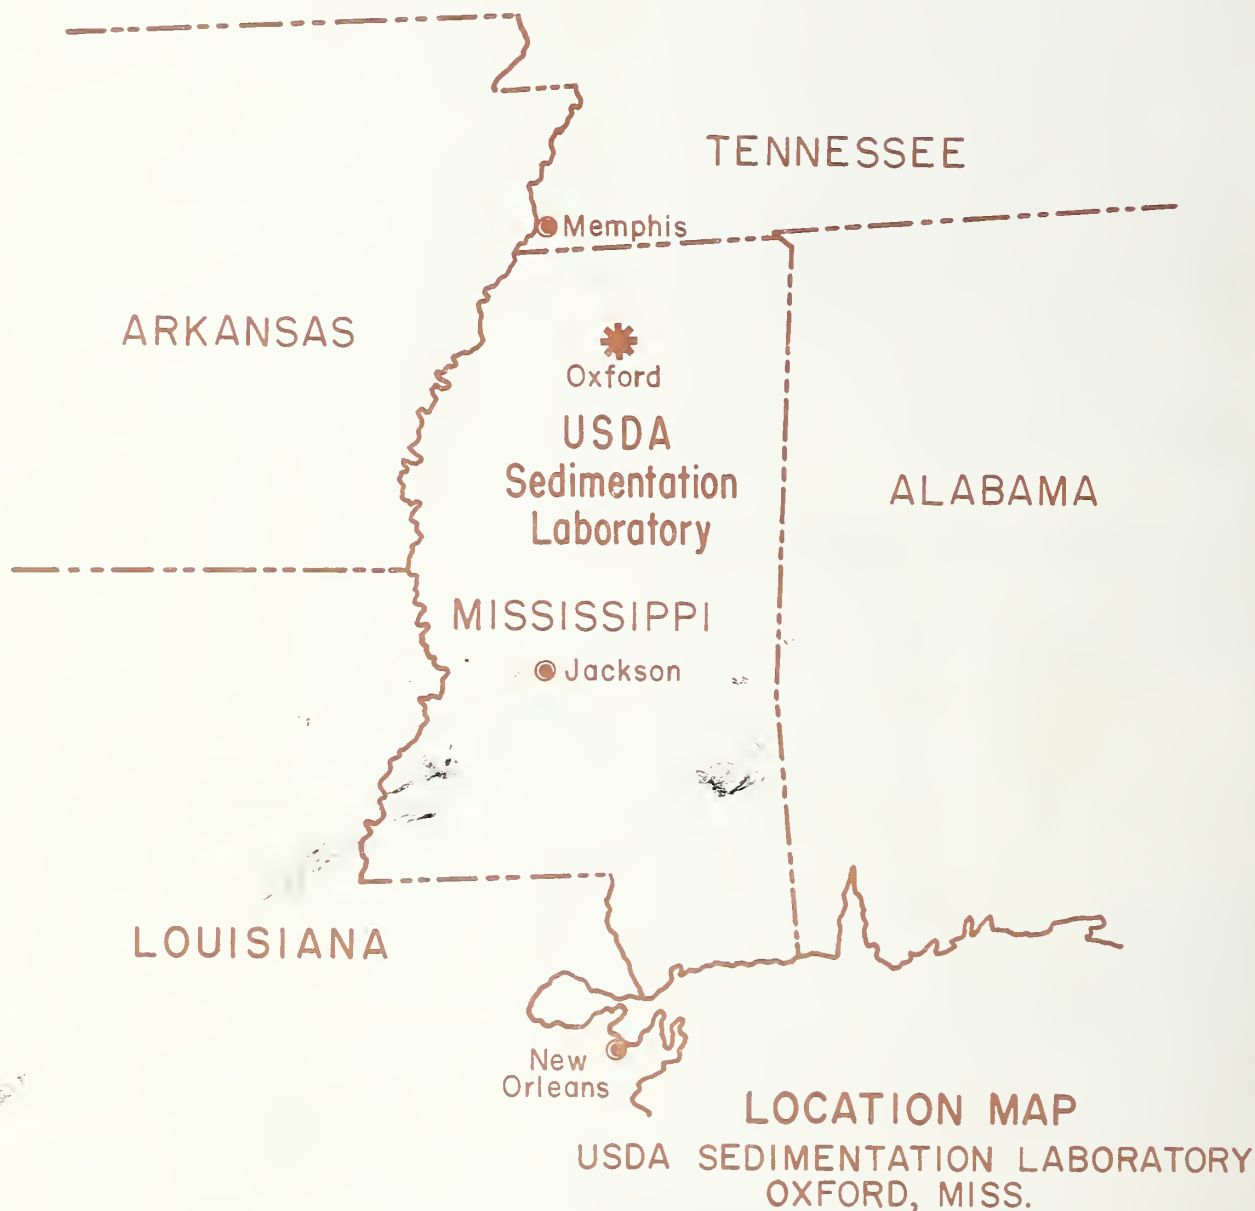 TENNESSEE
Memphis
ARKANSAS
Oxford
USDA
Sedimentation
Laboratory
ALABAMA
MISSISSIPPI
Jackson
LOUISIANA
New
Orleans
LOCATION MAP
USDA SEDIMENTATION LABORATORY
OXFORD, MISS.